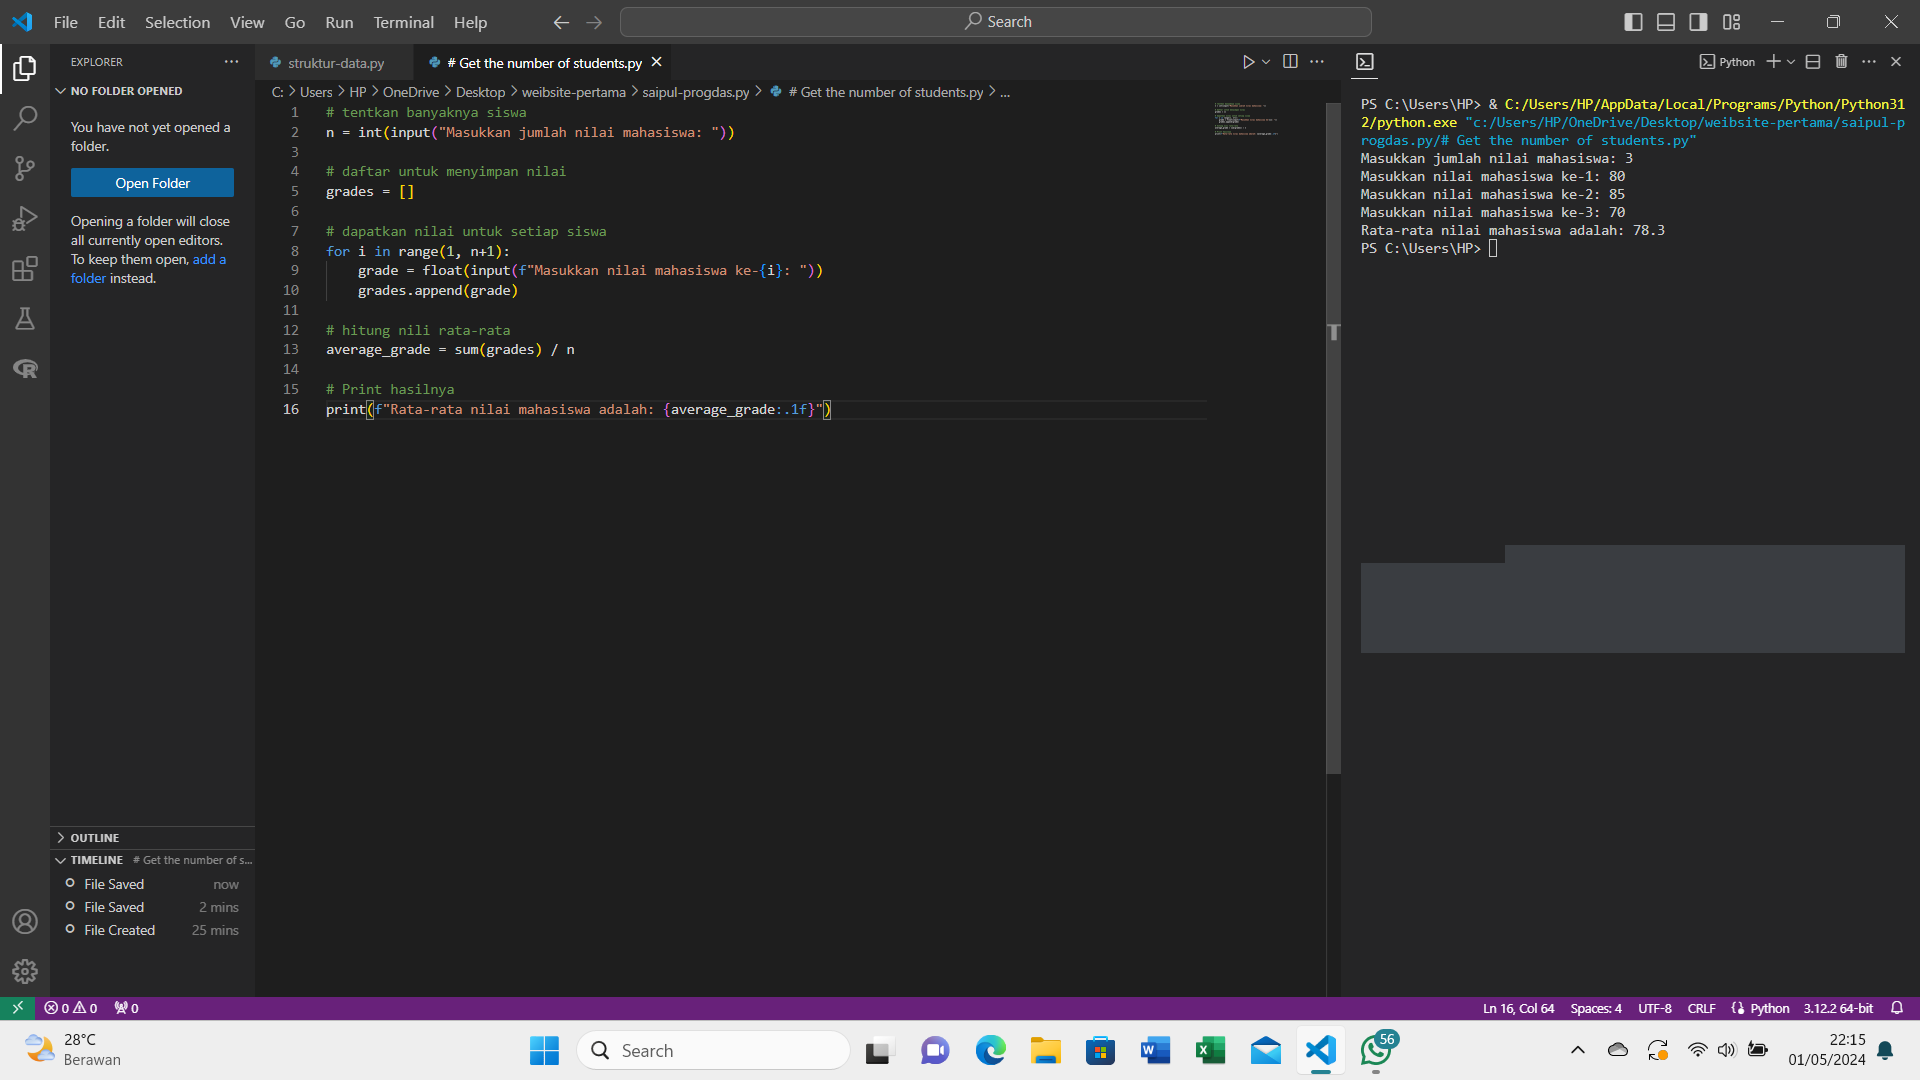 File Edit Selection View Go Run Terminal Help
Search
EXPLORER
NO FOLDER OPENED
You have not yet opened a
folder.
Open Folder
Opening a folder will close
all currently open editors.
To keep them open, add a
folder instead.
OUTLINE
TIMELINE # Get the number of s...
File Saved now
File Saved 2 mins
File Created 25 mins
struktur-data.py
# Get the number of students.py
C: > Users > HP > OneDrive > Desktop > weibsite-pertama > saipul-progdas.py > # Get the number of students.py > ...
1 # tentkan banyaknya siswa
2 n = int(input("Masukkan jumlah nilai mahasiswa: "))
3
4 # daftar untuk menyimpan nilai
5 grades = []
6
7 # dapatkan nilai untuk setiap siswa
8 for i in range(1, n+1):
9 grade = float(input(f"Masukkan nilai mahasiswa ke-{i}: "))
10 grades.append(grade)
11
12 # hitung nili rata-rata
13 average_grade = sum(grades) / n
14
15 # Print hasilnya
16 print(f"Rata-rata nilai mahasiswa adalah: {average_grade:.1f}")
Python
PS C:\Users\HP> & C:/Users/HP/AppData/Local/Programs/Python/Python31
2/python.exe "c:/Users/HP/OneDrive/Desktop/weibsite-pertama/saipul-p
rogdas.py/# Get the number of students.py"
Masukkan jumlah nilai mahasiswa: 3
Masukkan nilai mahasiswa ke-1: 80
Masukkan nilai mahasiswa ke-2: 85
Masukkan nilai mahasiswa ke-3: 70
Rata-rata nilai mahasiswa adalah: 78.3
PS C:\Users\HP>
0 0 0
Ln 16, Col 64 Spaces: 4 UTF-8 CRLF Python 3.12.2 64-bit
28°C
Berawan
Search
56
22:15
01/05/2024